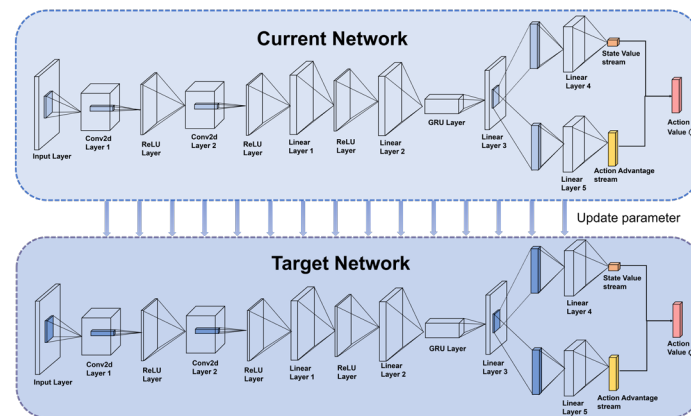 Current Network
Input Layer
Conv2d
Layer 1
ReLU
Layer
Conv2d
Layer 2
ReLU
Layer
Linear
Layer 1
ReLU
Layer
Linear
Layer 2
GRU Layer
Linear
Layer 3
Linear
Layer 4
State Value
stream
Linear
Layer 5
Action Advantage
stream
Action
Value
Update parameter
Target Network
Input Layer
Conv2d
Layer 1
ReLU
Layer
Conv2d
Layer 2
ReLU
Layer
Linear
Layer 1
ReLU
Layer
Linear
Layer 2
GRU Layer
Linear
Layer 3
Linear
Layer 4
State Value
stream
Linear
Layer 5
Action Advantage
stream
Action
Value